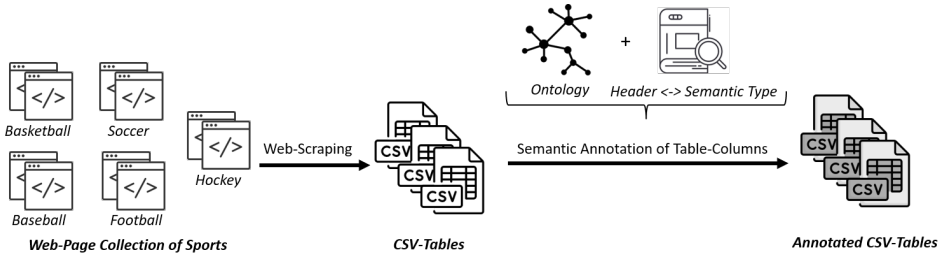 Ontology
+
Header <-> Semantic Type
</>
</>
</>
</>
Basketball
Soccer
</>
Hockey
</>
</>
Baseball
Football
Web-Page Collection of Sports
Web-Scraping
CSV
CSV
CSV
CSV-Tables
Semantic Annotation of Table-Columns
CSV
CSV
CSV
Annotated CSV-Tables